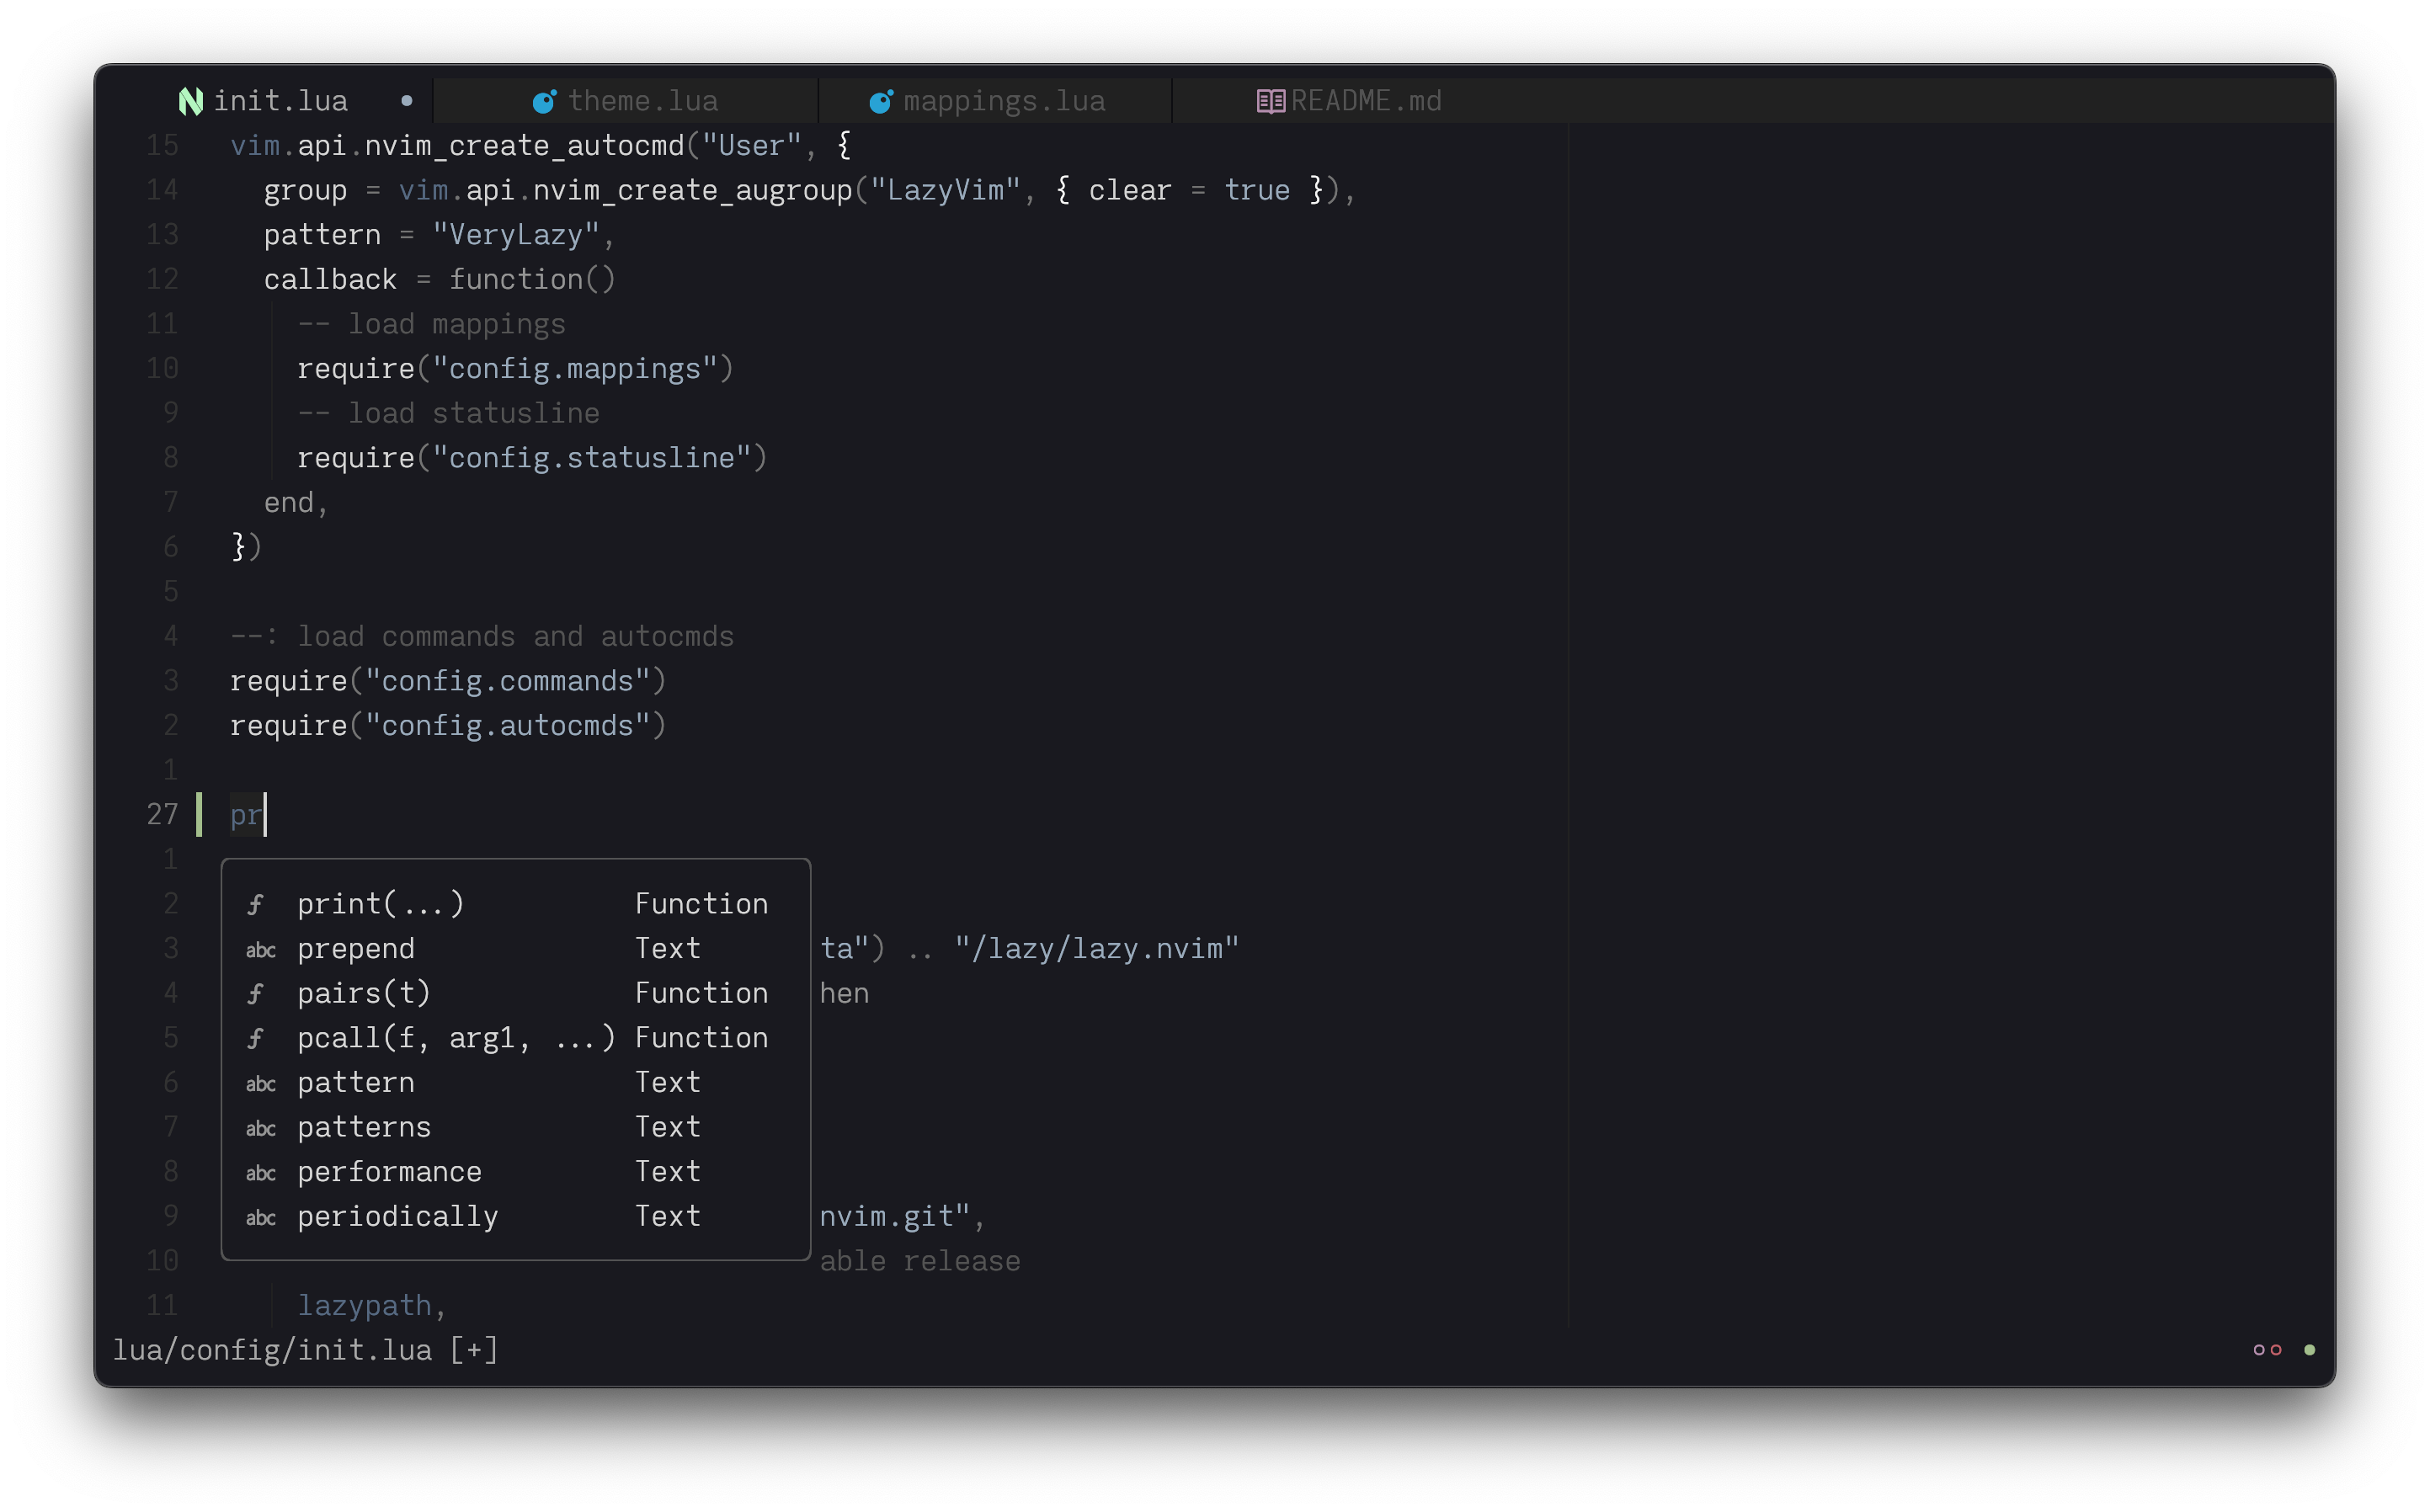 init.lua
theme.lua
mappings.lua
README.md
15 vim.api.nvim_create_autocmd("User", {
14 group = vim.api.nvim_create_augroup("LazyVim", { clear = true }),
13 pattern = "VeryLazy",
12 callback = function()
11 -- load mappings
10 require("config.mappings")
9 -- load statusline
8 require("config.statusline")
7 end,
6 })
5
4 --: load commands and autocmds
3 require("config.commands")
2 require("config.autocmds")
1
27 pr
1
2 print(...) Function
3 abc prepend Text ta") .. "/lazy/lazy.nvim"
4 pairs(t) Function hen
5 pcall(f, arg1, ...) Function
6 abc pattern Text
7 abc patterns Text
8 abc performance Text
9 abc periodically Text nvim.git",
10 able release
11 lazypath,
lua/config/init.lua [+]